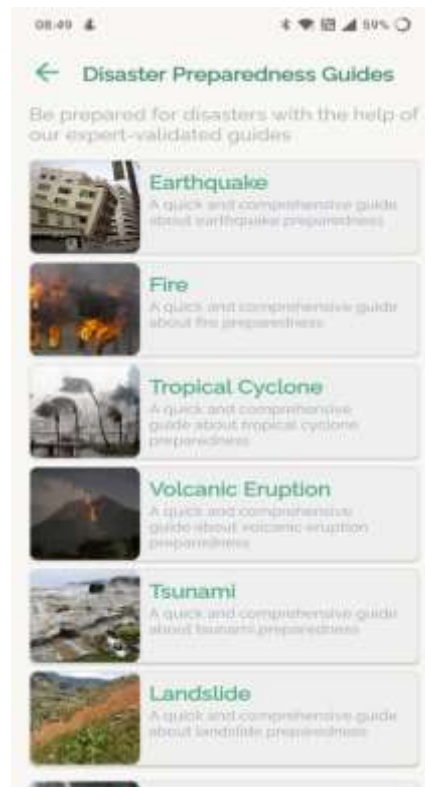 08:49
59%
Disaster Preparedness Guides
Be prepared for disasters with the help of
our expert-validated guides
Earthquake
A quick and comprehensive guide
about earthquake preparedness
Fire
A quick and comprehensive guide
about fire preparedness
Tropical Cyclone
A quick and comprehensive
guide about tropical cyclone
preparedness
Volcanic Eruption
A quick and comprehensive
guide about volcanic eruption
preparedness
Tsunami
A quick and comprehensive guide
about tsunami preparedness
Landslide
A quick and comprehensive guide
about landslide preparedness